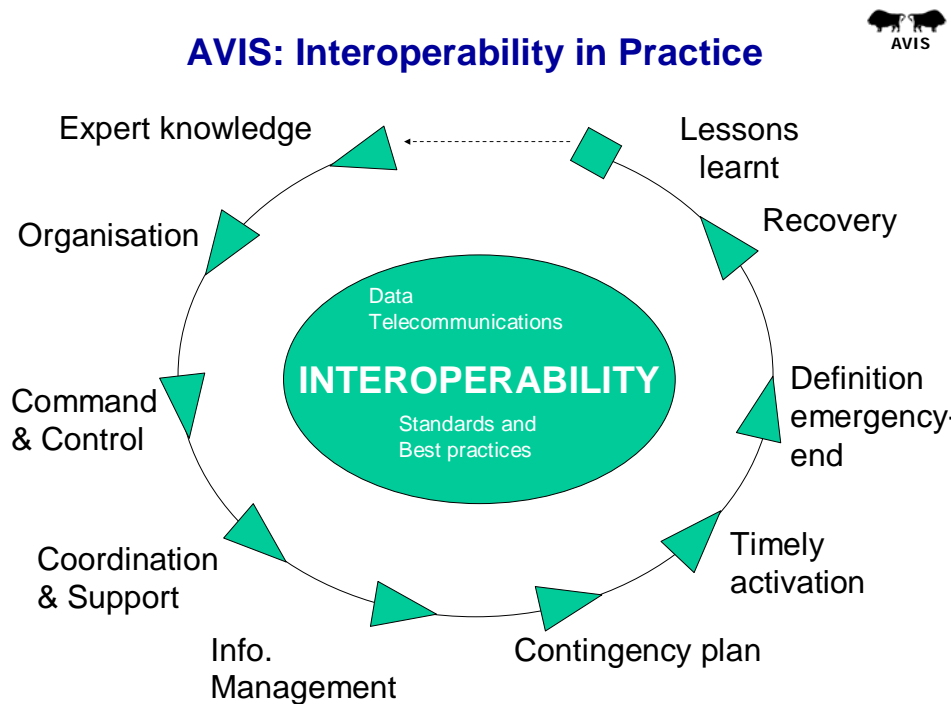 AVIS: Interoperability in Practice
AVIS
Expert knowledge
Lessons
learnt
Organisation
Recovery
Data
Telecommunications
INTEROPERABILITY
Standards and
Best practices
Command
& Control
Definition
emergency-
end
Coordination
& Support
Timely
activation
Info.
Management
Contingency plan